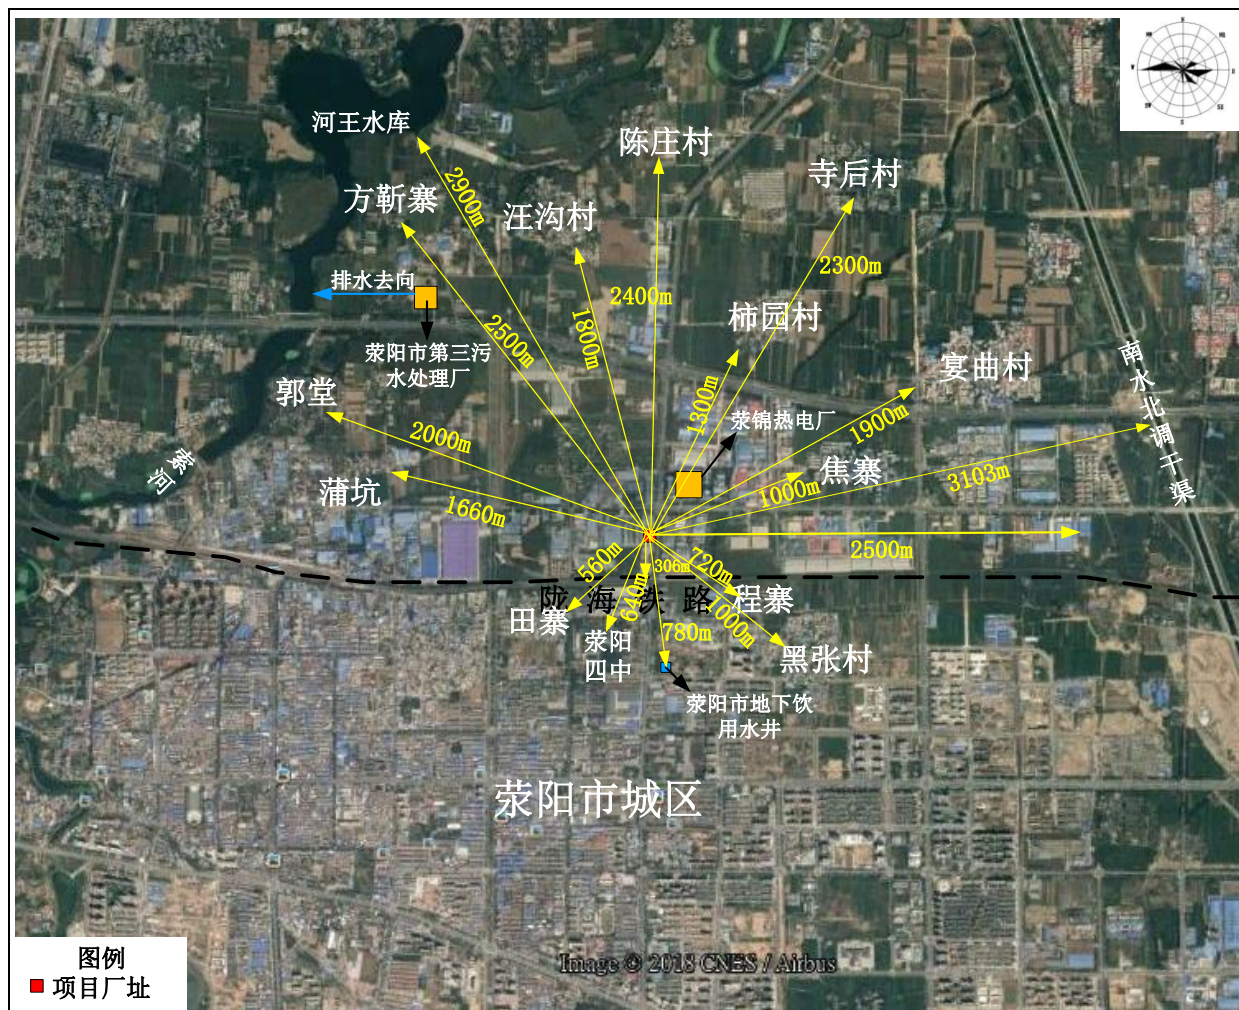 河王水库
陈庄村
寺后村
方靳寨
汪沟村
2900m
2300m
排水去向
2400m
1800m
2500m
柿园村
荥阳市第三污
水处理厂
南水北调干渠
宴曲村
郭堂
1300m
荥锦热电厂
1900m
2000m
索河
焦寨
蒲坑
1000m
3103m
1660m
2500m
560m
306m
720m
陇海铁路
640m
程寨
1000m
田寨
780m
荥阳
四中
黑张村
荥阳市地下饮
用水井
荥阳市城区
Image © 2018 CNES / Airbus
图例
项目厂址
N
W
S